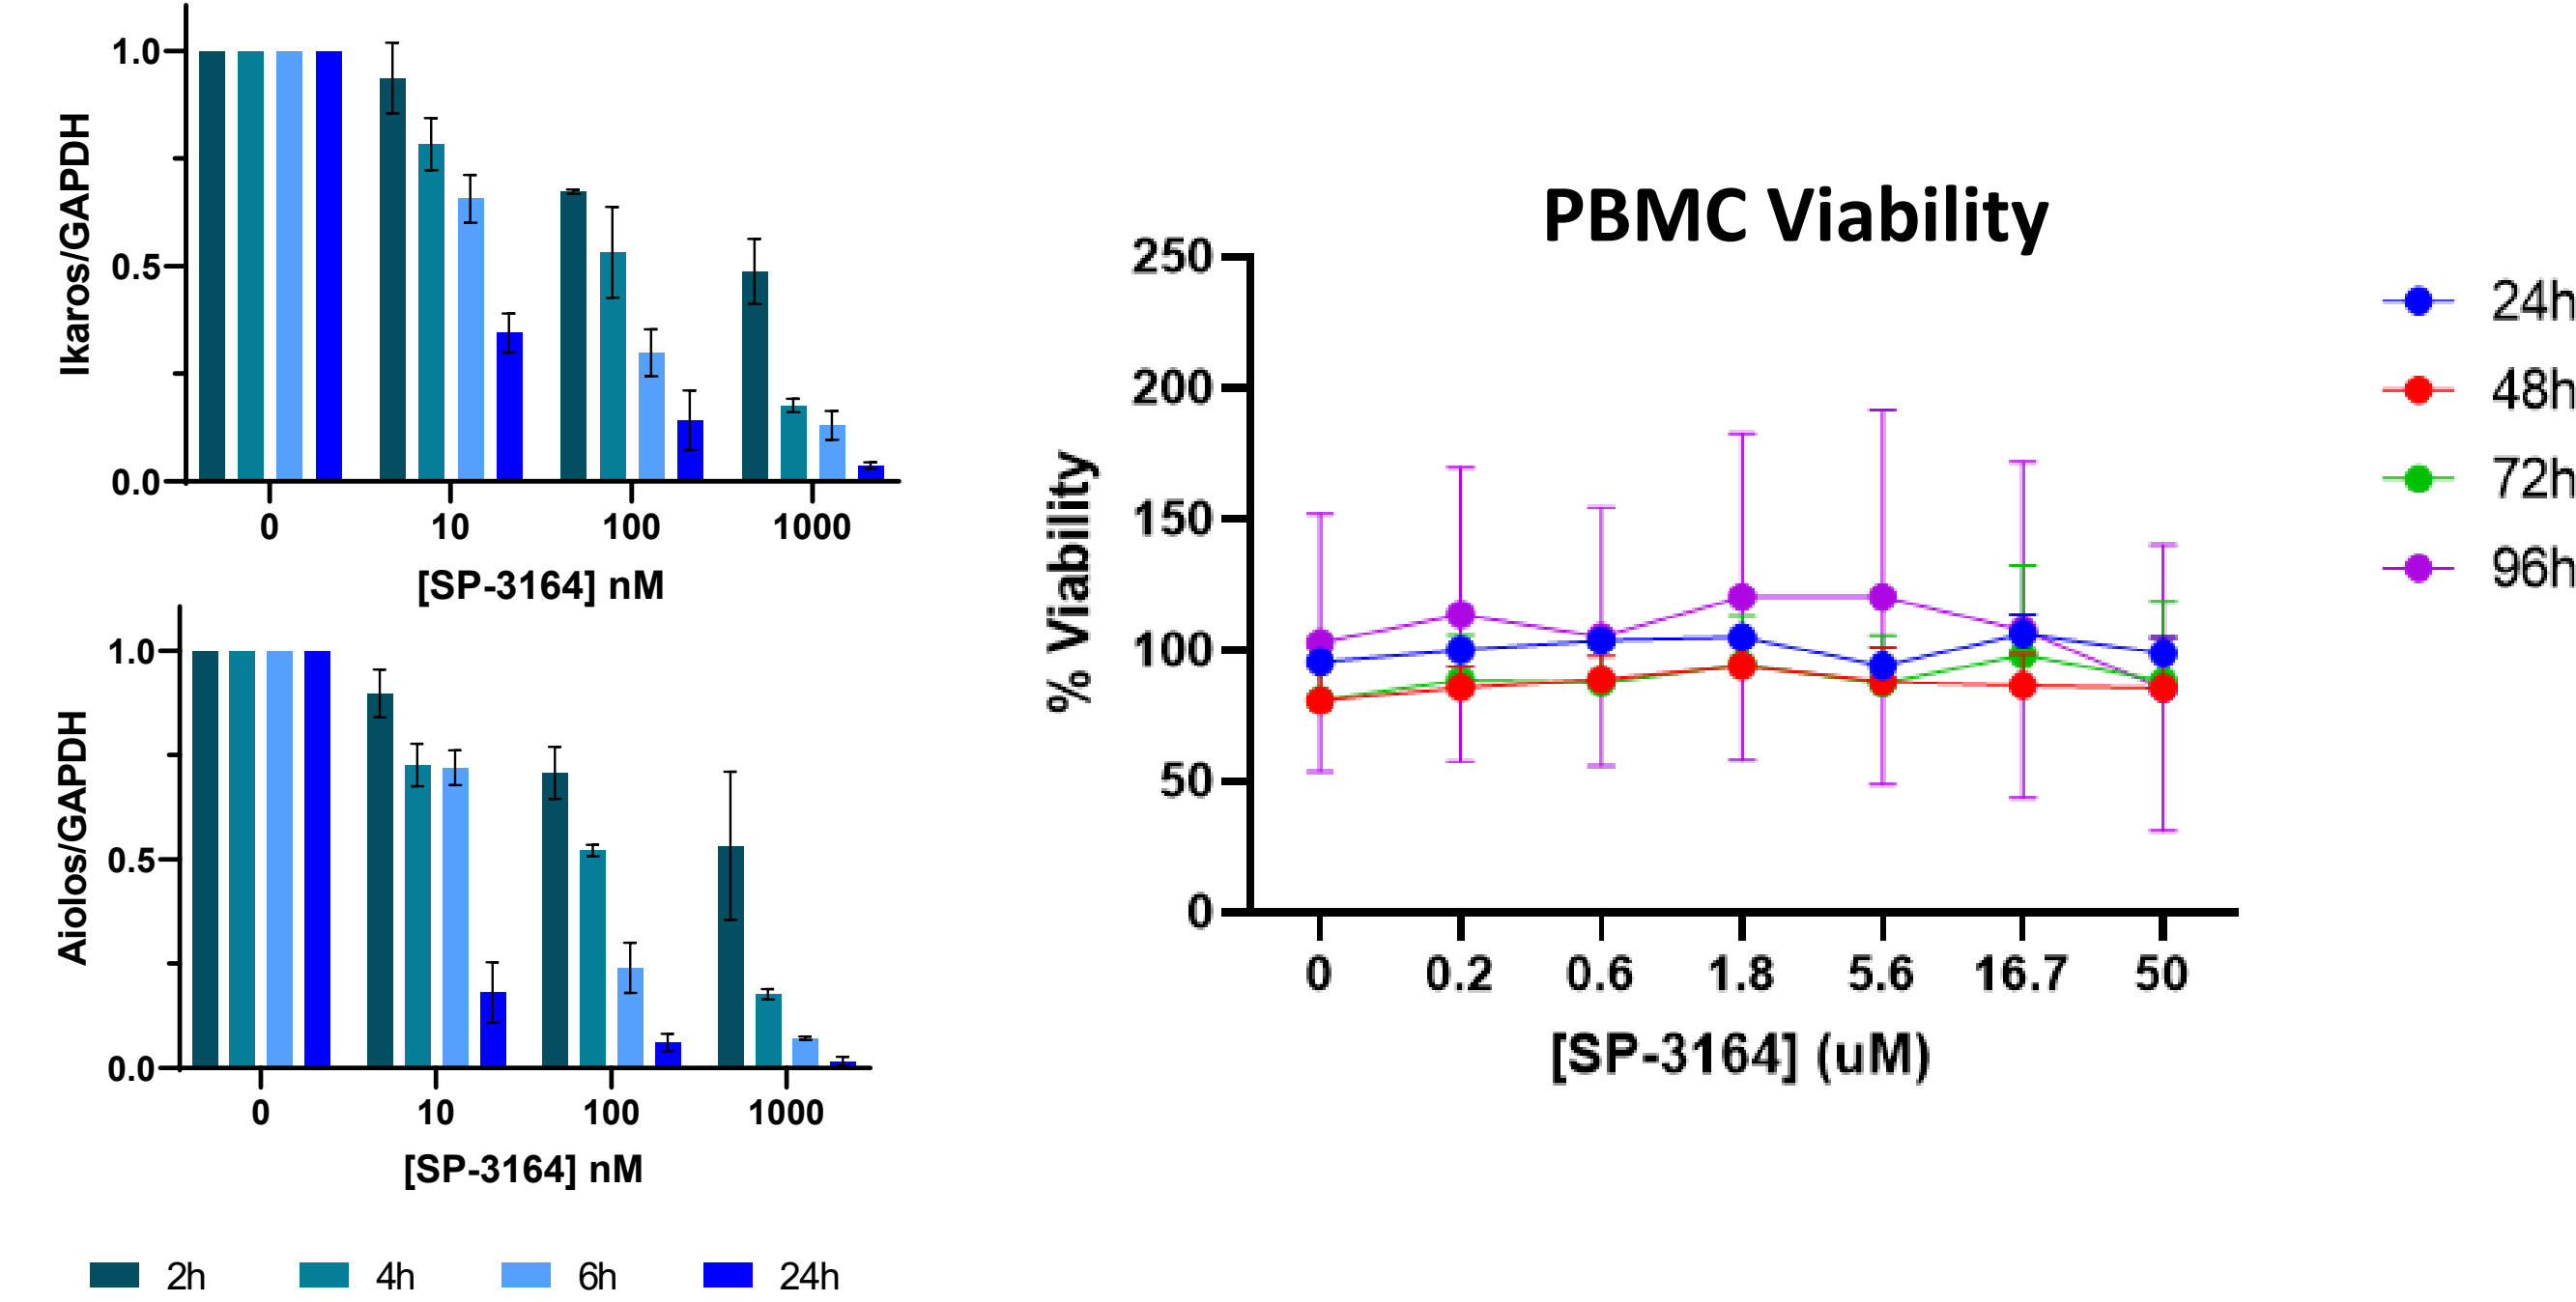 1.0
0.5
0.0
Ikaros/GAPDH
0 10 100 1000
[SP-3164] nM
1.0
0.5
0.0
Aiolos/GAPDH
0 10 100 1000
[SP-3164] nM
2h 4h 6h 24h
PBMC Viability
250
200
150
100
50
0
% Viability
0 0.2 0.6 1.8 5.6 16.7 50
[SP-3164] (uM)
24h
48h
72h
96h